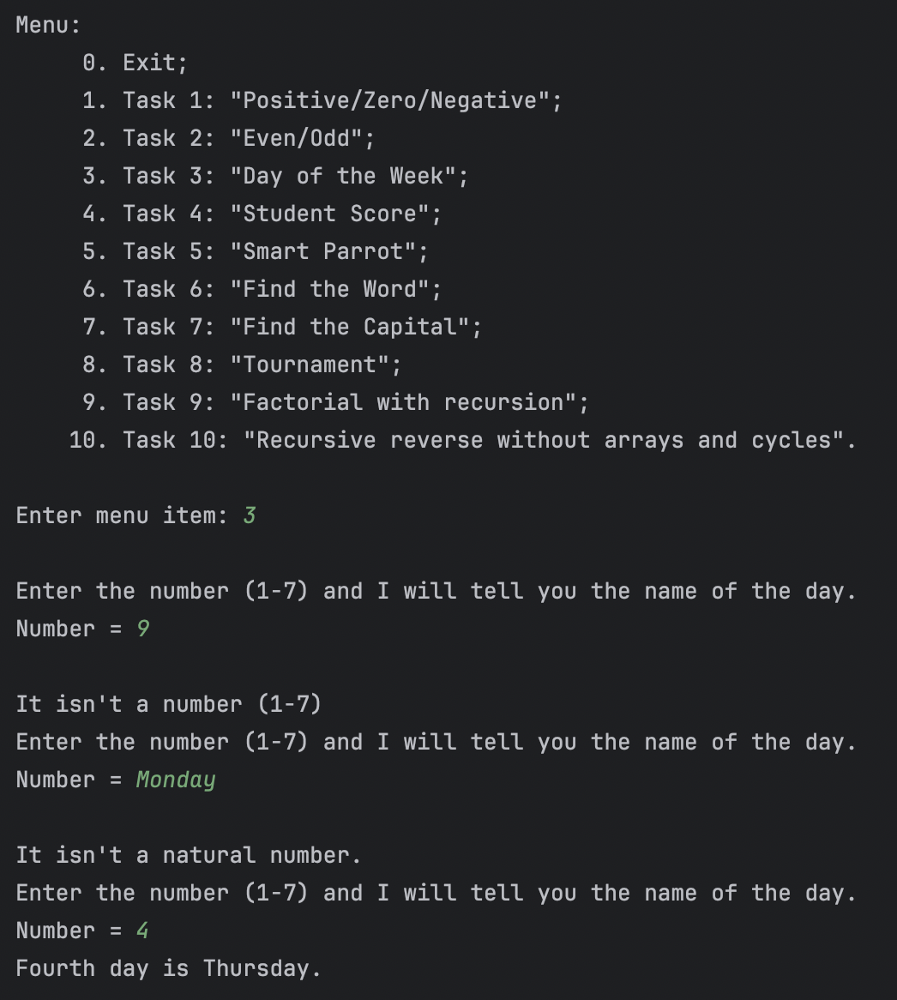 Menu:
0. Exit;
1. Task 1: "Positive/Zero/Negative";
2. Task 2: "Even/Odd";
3. Task 3: "Day of the Week";
4. Task 4: "Student Score";
5. Task 5: "Smart Parrot";
6. Task 6: "Find the Word";
7. Task 7: "Find the Capital";
8. Task 8: "Tournament";
9. Task 9: "Factorial with recursion";
10. Task 10: "Recursive reverse without arrays and cycles".
Enter menu item: 3
Enter the number (1-7) and I will tell you the name of the day.
Number = 9
It isn't a number (1-7)
Enter the number (1-7) and I will tell you the name of the day.
Number = Monday
It isn't a natural number.
Enter the number (1-7) and I will tell you the name of the day.
Number = 4
Fourth day is Thursday.